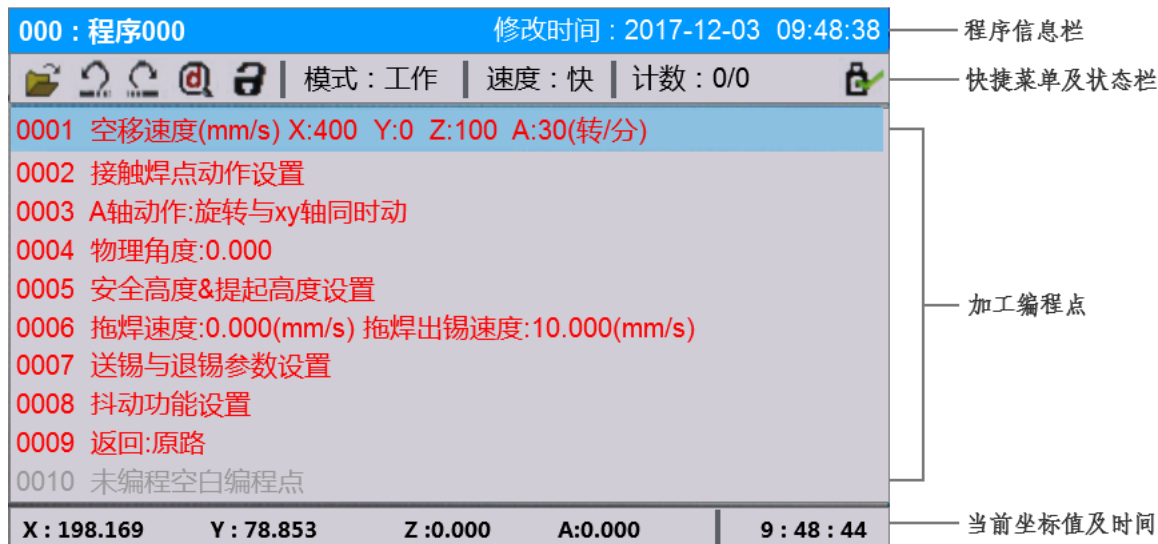 000 : 程序000 修改时间 : 2017-12-03 09:48:38 程序信息栏
模式 : 工作 速度 : 快 计数 : 0/0 快捷菜单及状态栏
0001 空移速度(mm/s) X:400 Y:0 Z:100 A:30(转/分)
0002 接触焊点动作设置
0003 A轴动作:旋转与xy轴同时动
0004 物理角度:0.000
0005 安全高度&提起高度设置
加工编程点
0006 拖焊速度:0.000(mm/s) 拖焊出锡速度:10.000(mm/s)
0007 送锡与退锡参数设置
0008 抖动功能设置
0009 返回:原路
0010 未编程空白编程点
X : 198.169 Y : 78.853 Z :0.000 A:0.000 9 : 48 : 44 当前坐标值及时间